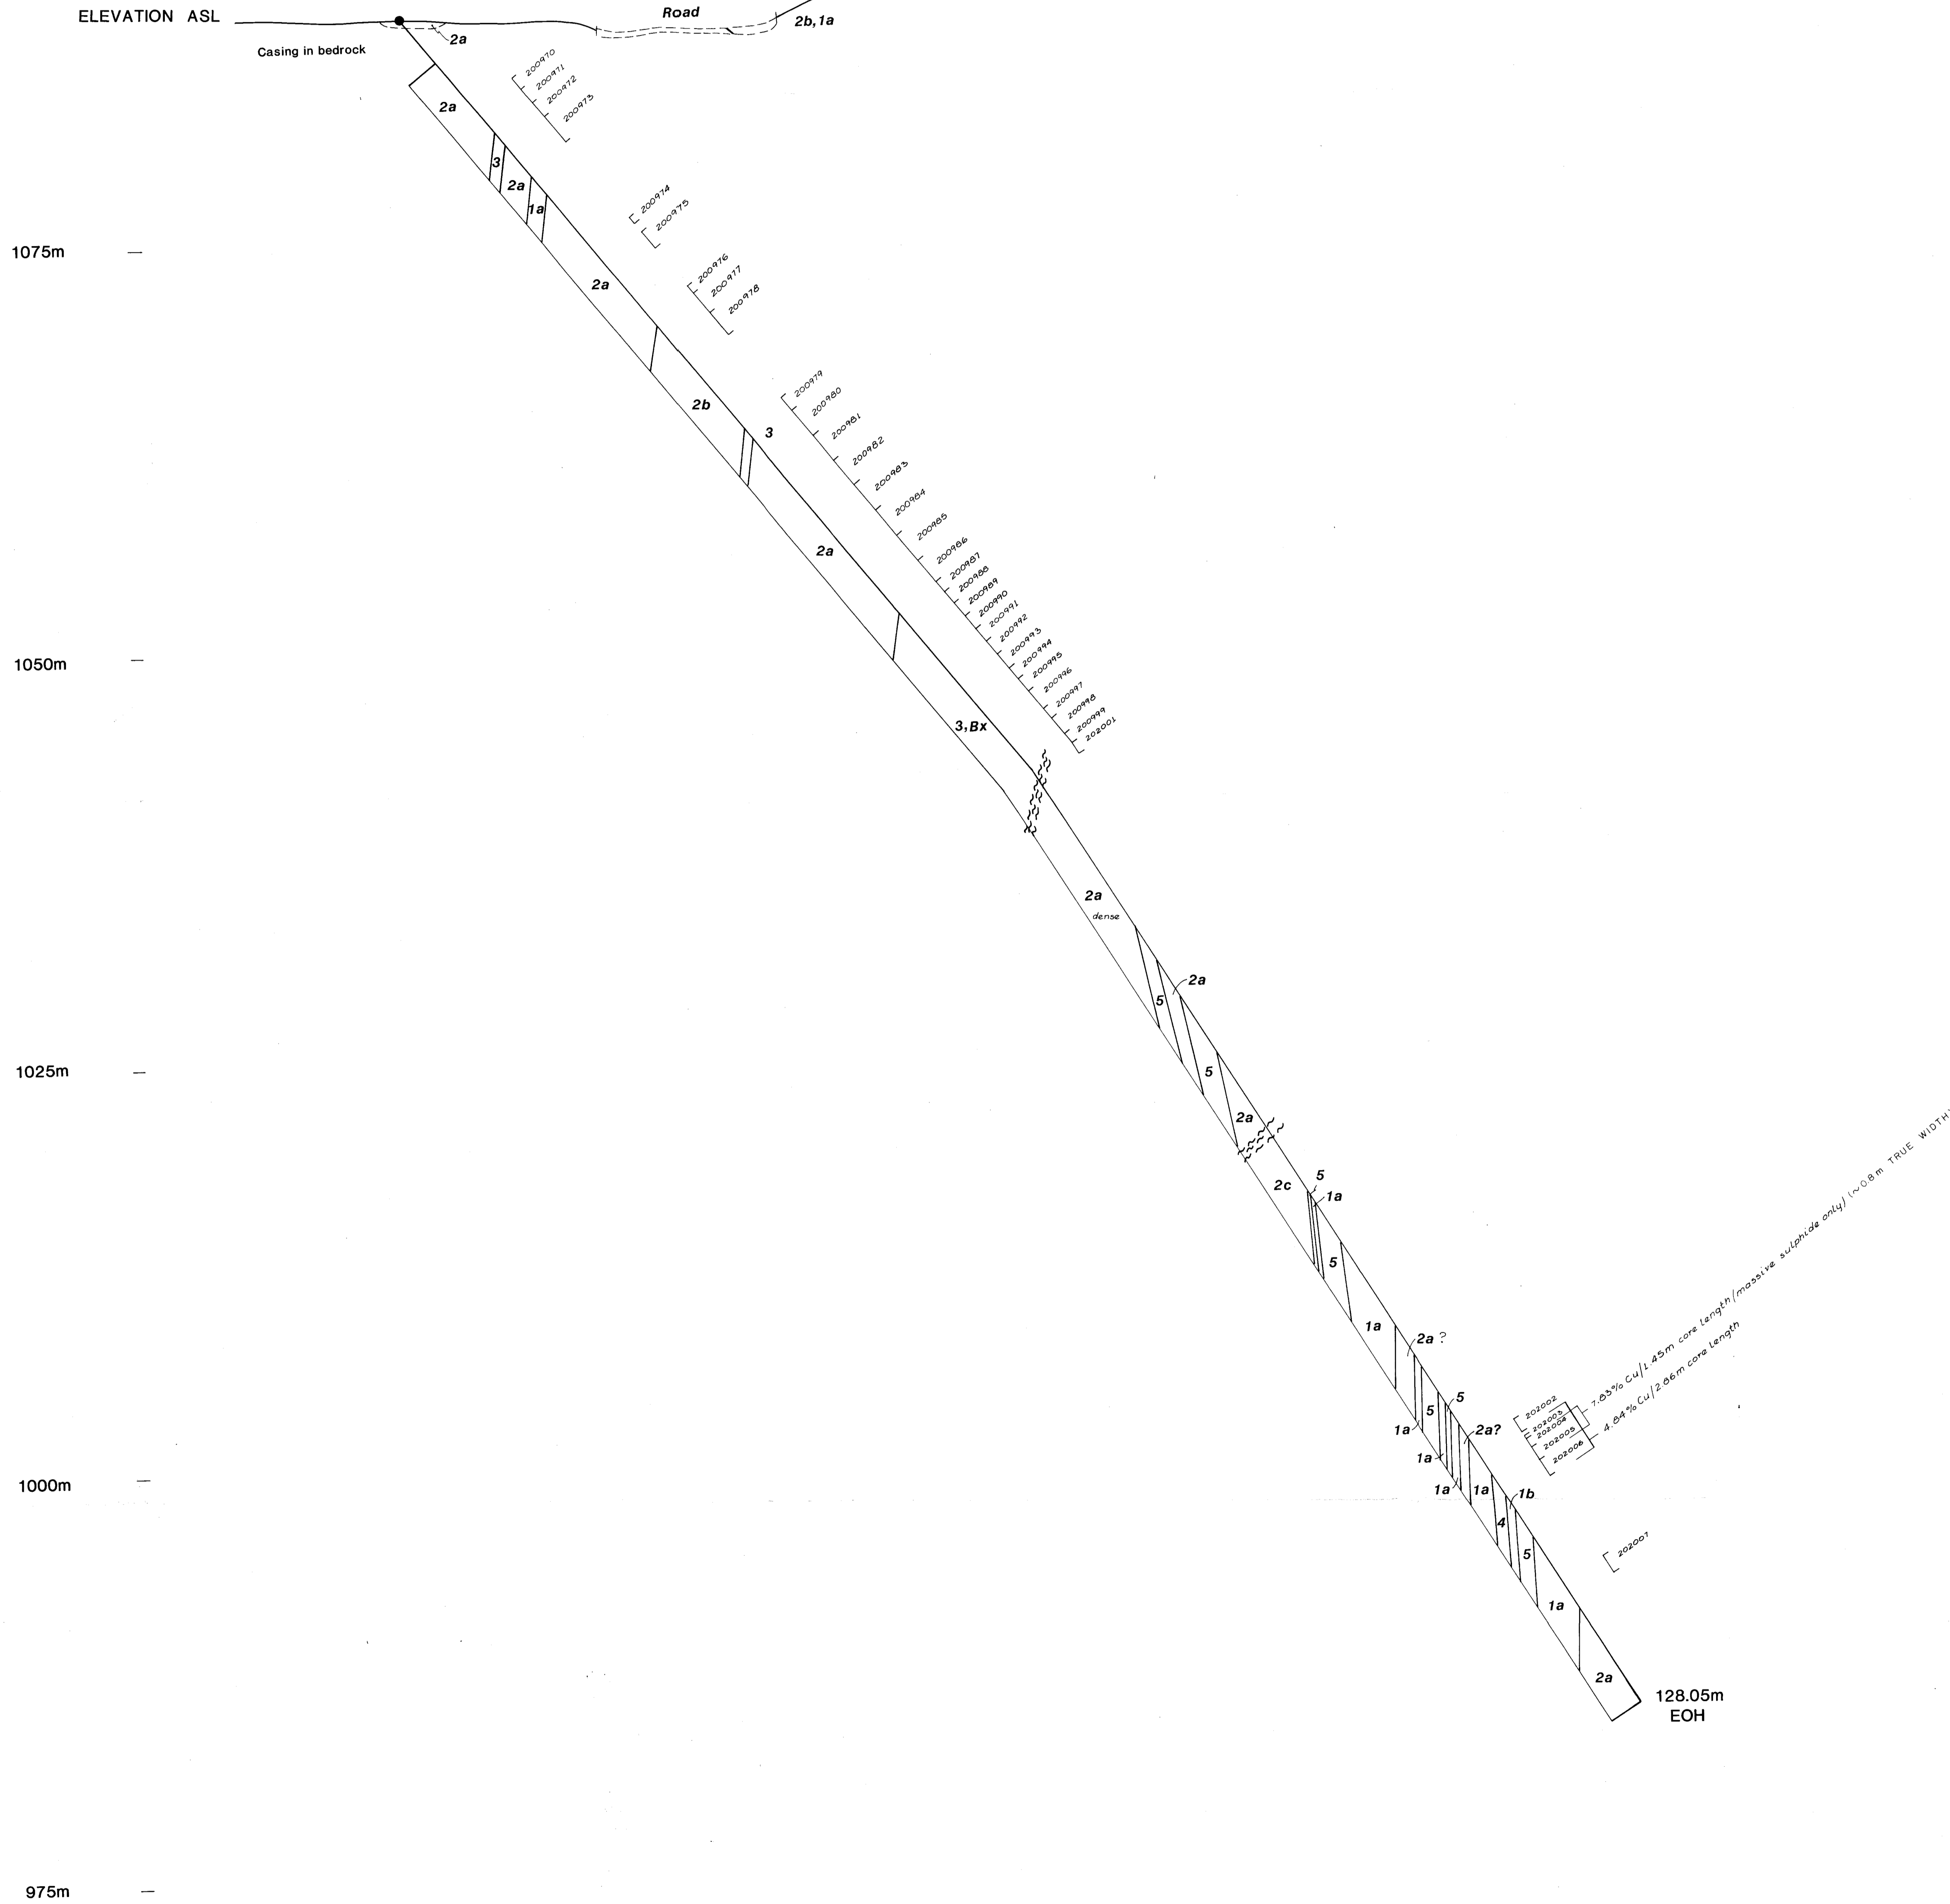 ELEVATION ASL
Road
2b, 1a
2a
Casing in bedrock
200970
200971
200972
200973
2a
3
2a
1a
200974
200975
1075m
200976
200977
200978
2a
200979
200980
200981
200982
200983
200984
200985
200986
200987
200988
200989
200990
200991
200992
200993
200994
200995
200996
200997
200998
200999
202001
2b
3
2a
1050m
3, Bx
2a
dense
2a
5
1025m
5
2a
2c
5
1a
5
1a
2a ?
5
5
1a
2a?
1a
1a
1a
1b
4
5
1a
2a
202002
202003
202004
202005
202006
7.83% Cu/1.45m core length/massive sulphide only/ (~0.8m TRUE WIDTH)
4.84% Cu/2.86m core length
1000m
202007
128.05m
EOH
975m